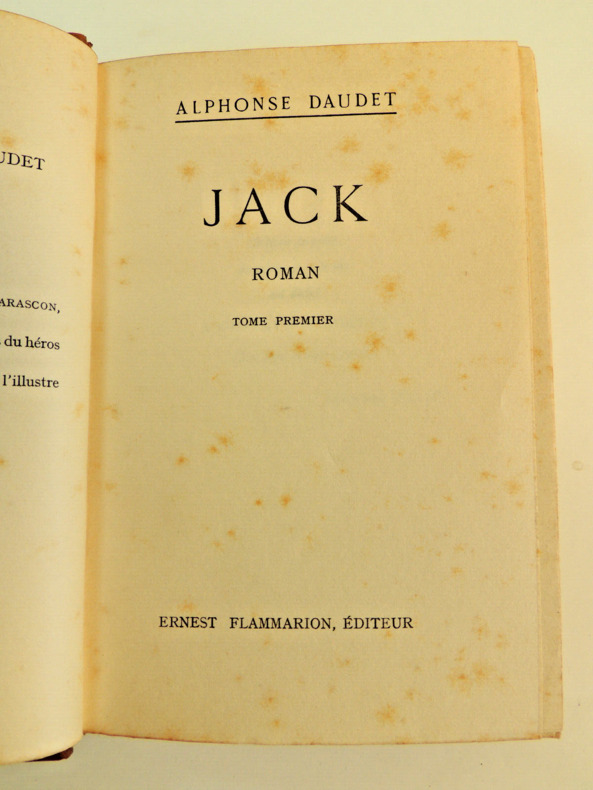 UDET
ARASCON,
du héros
l'illustre
ALPHONSE DAUDET
JACK
ROMAN
TOME PREMIER
ERNEST FLAMMARION, ÉDITEUR